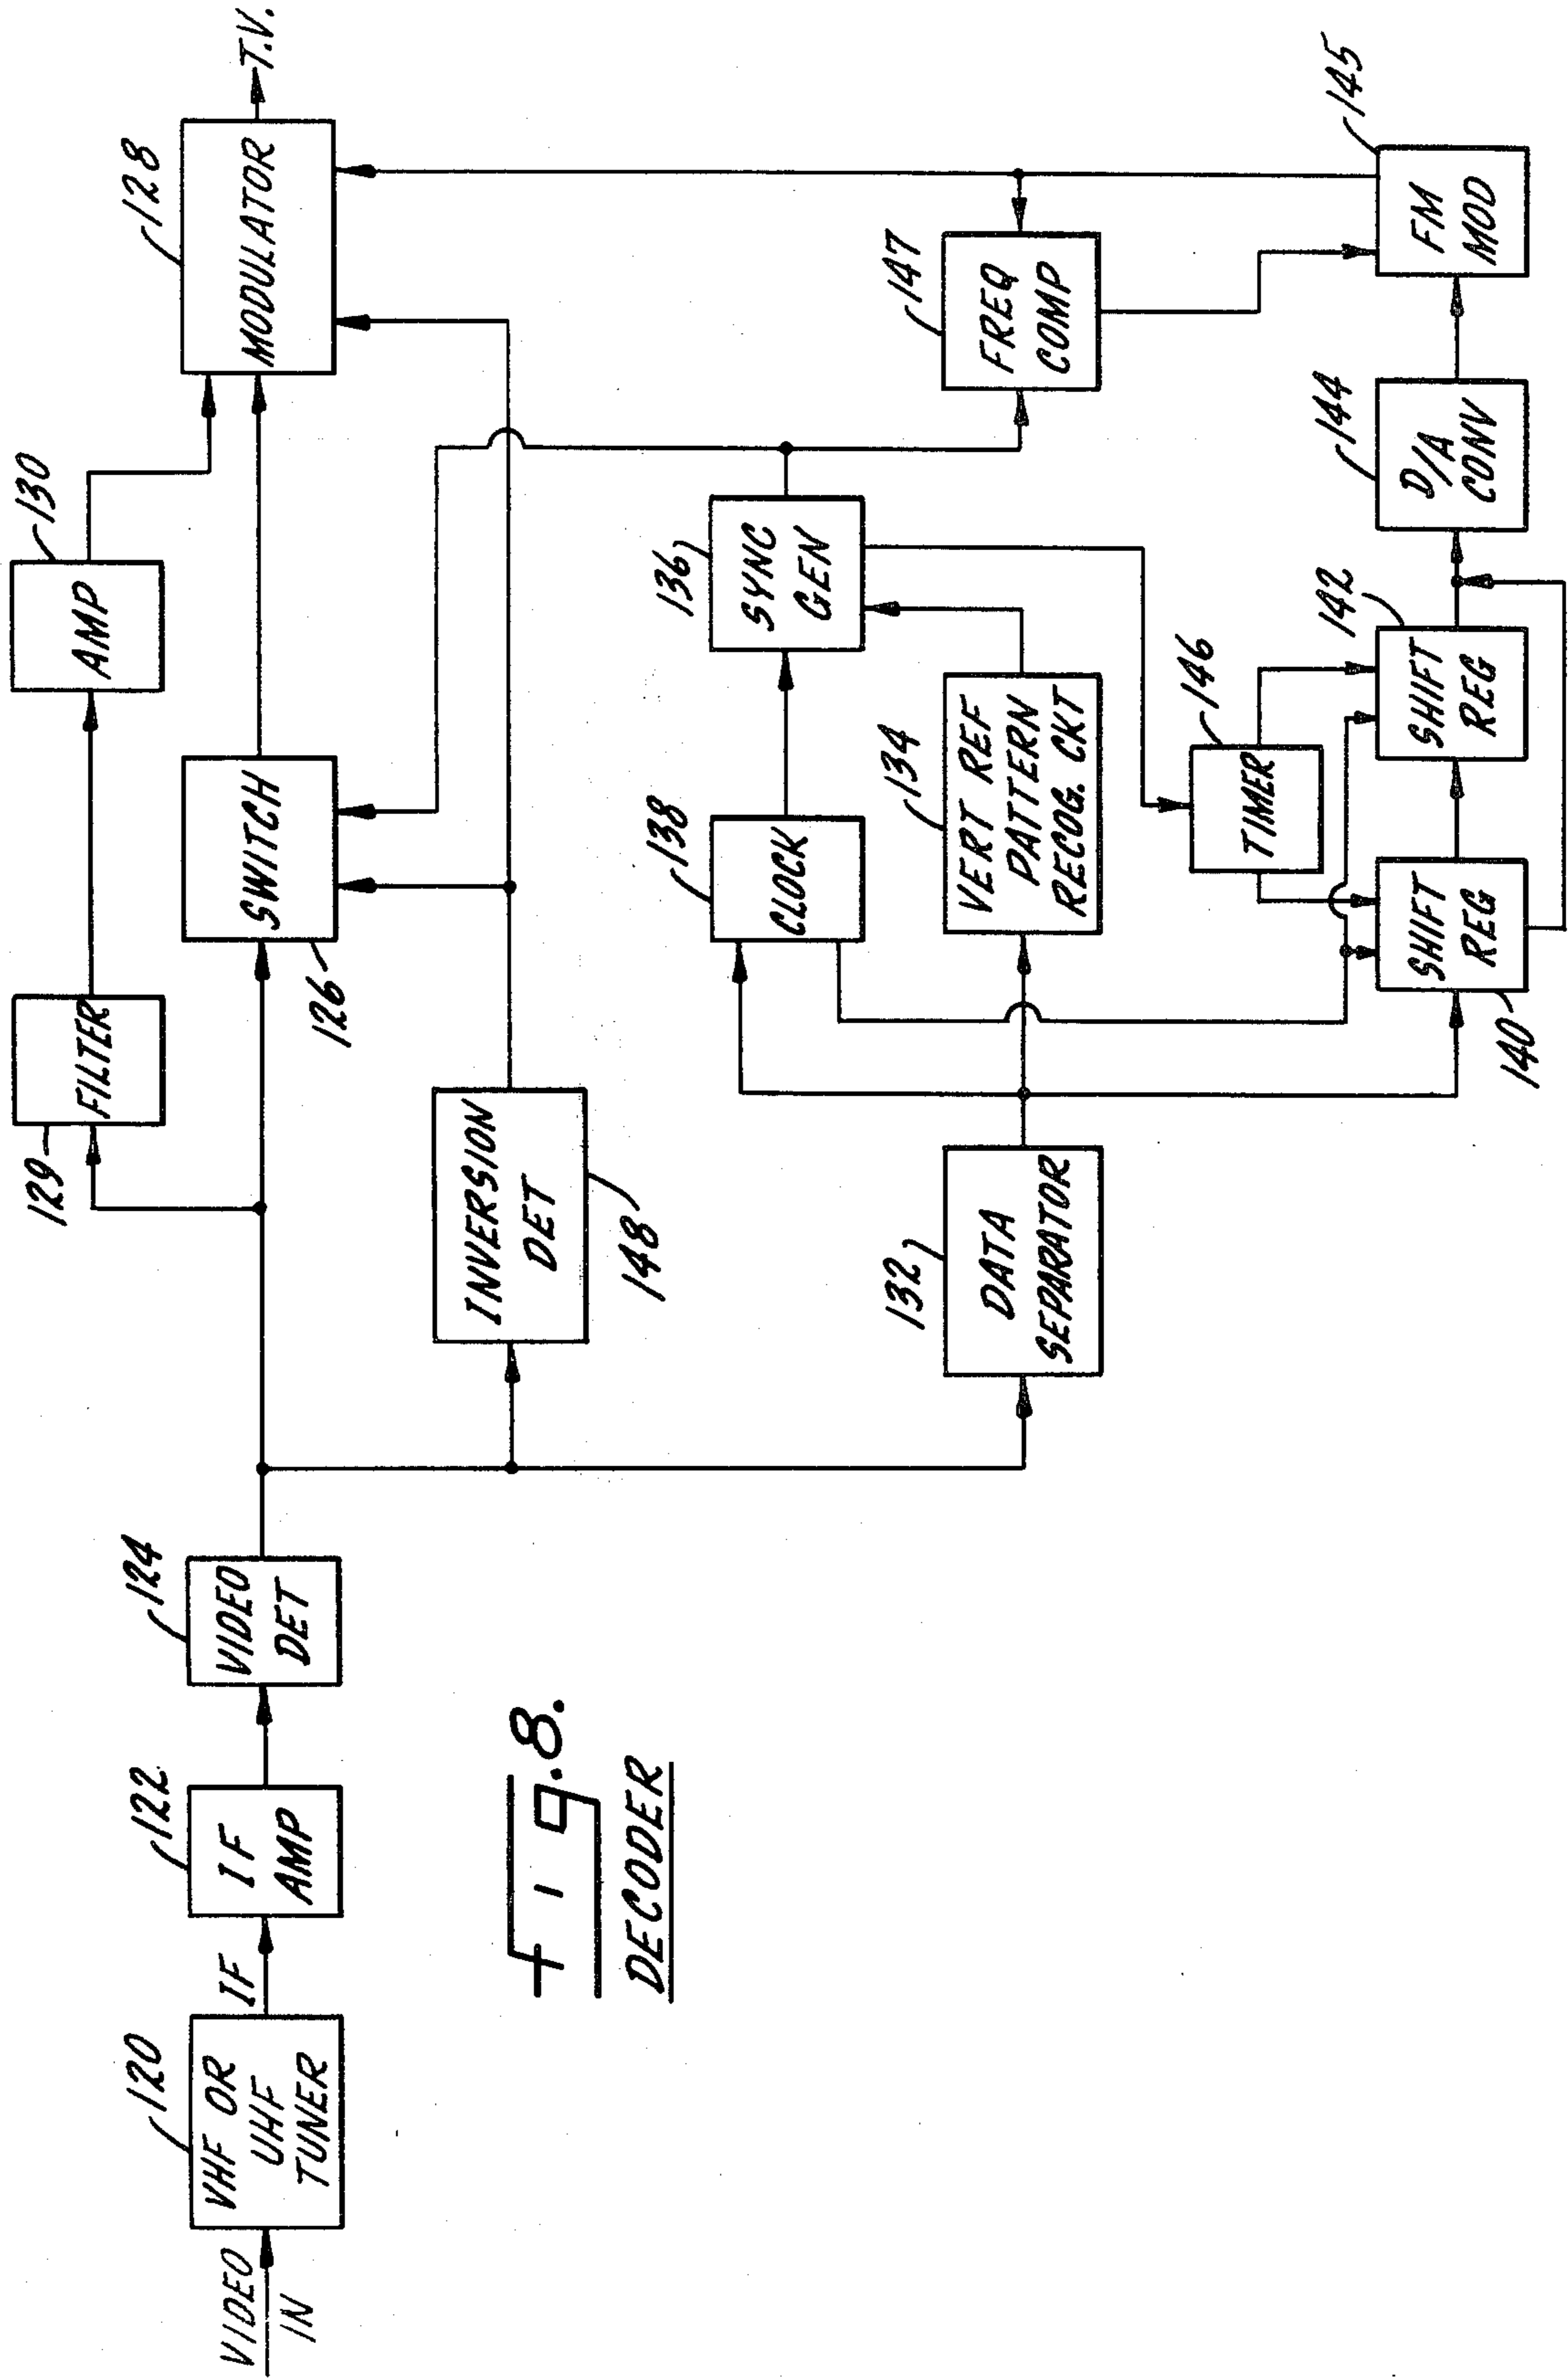 129
FILTER
130
AMP
128
MODULATOR
T.V.
VIDEO
IN
120
VHF OR
UHF
TUNER
IF
122
IF
AMP
124
VIDEO
DET
126
SWITCH
148
INVERSION
DET
138
CLOCK
136
SYNC
GEN
132
DATA
SEPARATOR
134
VERT REF
PATTERN
RECOG. CKT
147
FREQ
COMP
146
TIMER
140
SHIFT
REG
142
SHIFT
REG
144
D/A
CONV
145
FM
MOD
Fig.8.
DECODER